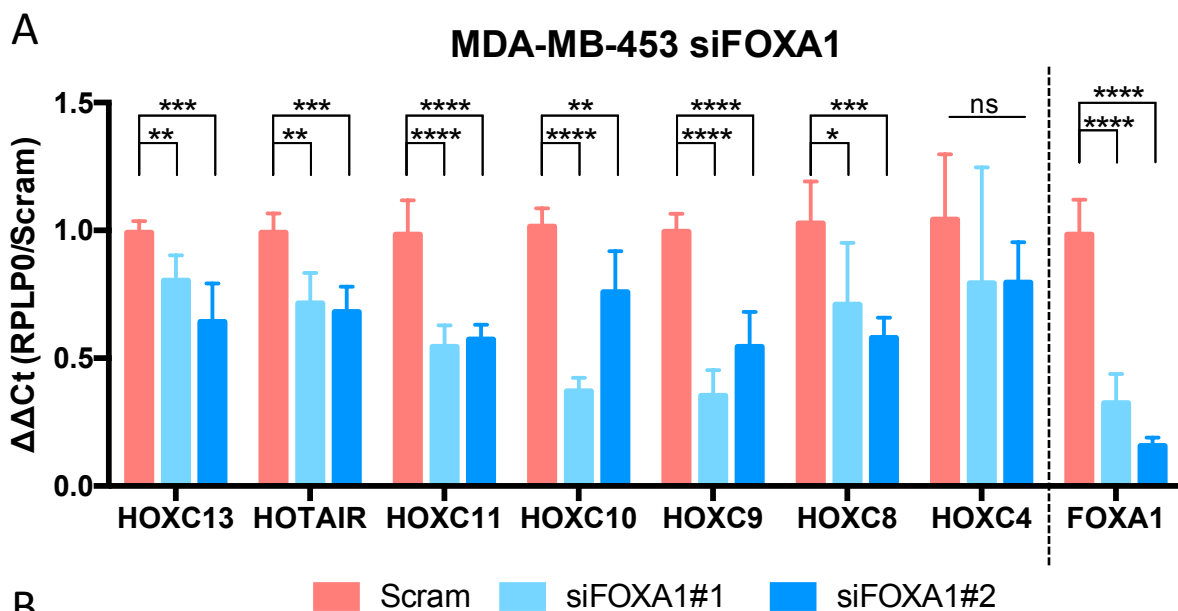 A
MDA-MB-453 siFOXA1
*** *** **** ** **** *** ns ****
** ** **** **** **** * ****
1.5
1.0
0.5
0.0
ΔΔCt (RPLP0/Scram)
HOXC13 HOTAIR HOXC11 HOXC10 HOXC9 HOXC8 HOXC4 FOXA1
B
Scram siFOXA1#1 siFOXA1#2